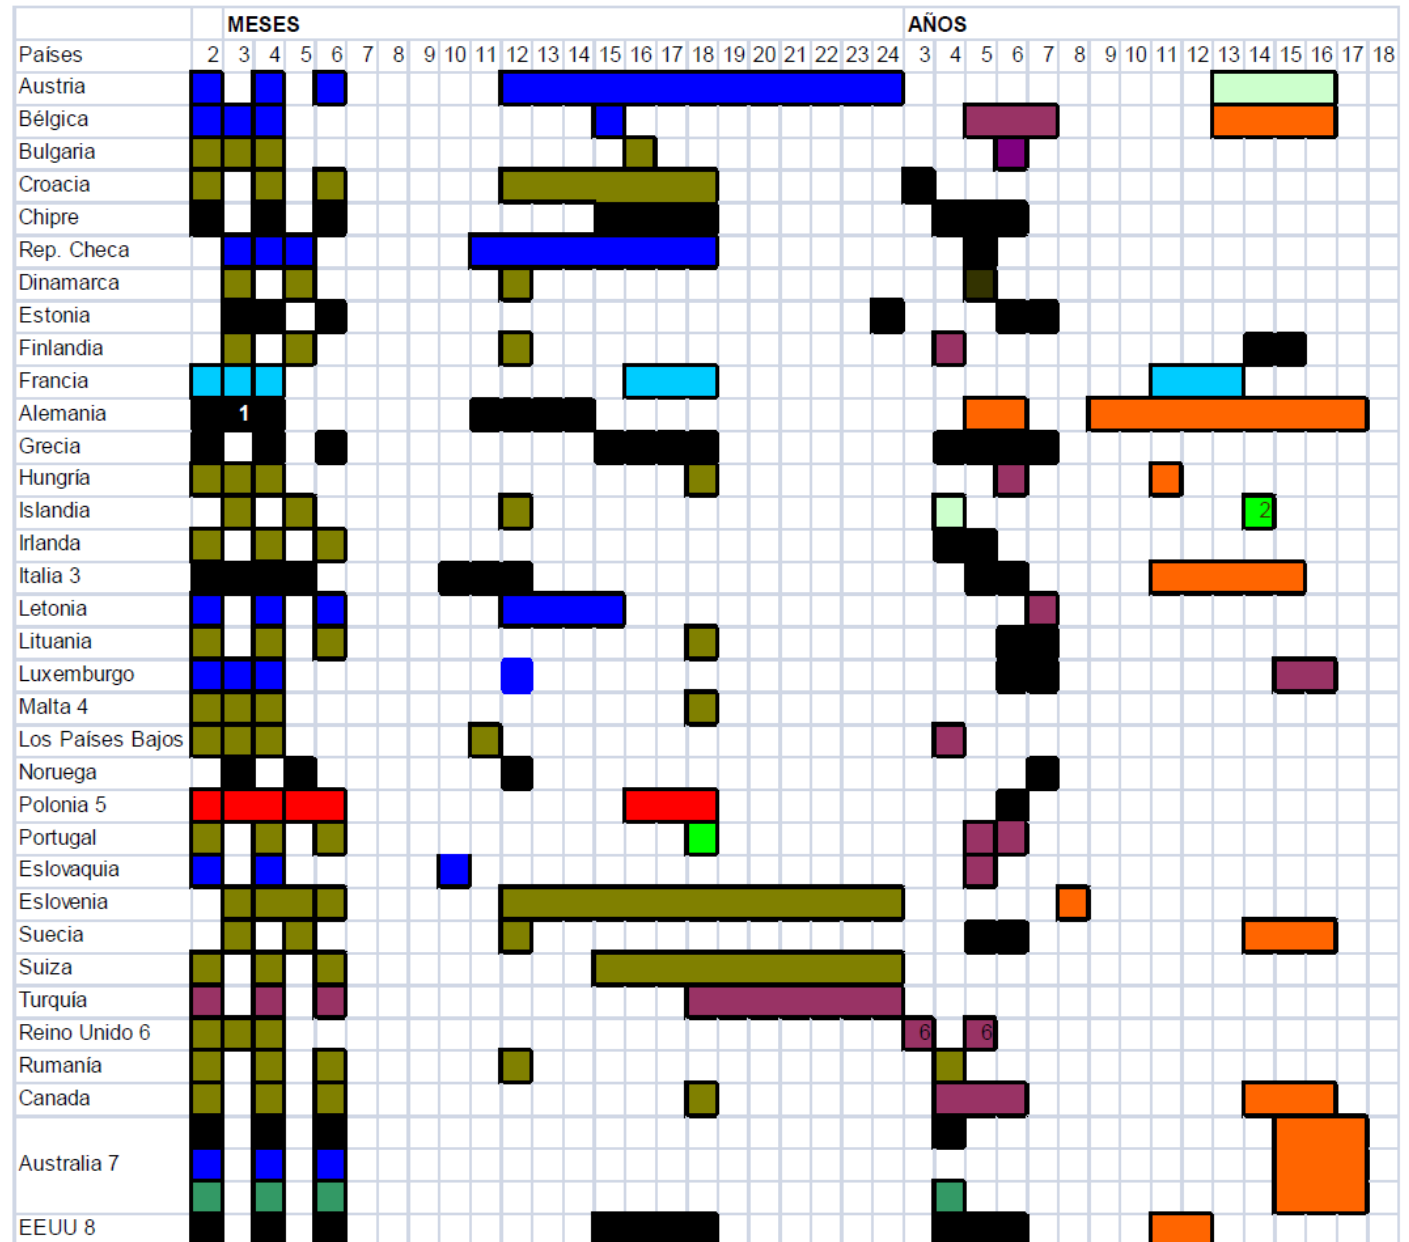 MESES AÑOS
Países 2 3 4 5 6 7 8 9 10 11 12 13 14 15 16 17 18 19 20 21 22 23 24 3 4 5 6 7 8 9 10 11 12 13 14 15 16 17 18
Austria
Bélgica
Bulgaria
Croacia
Chipre
Rep. Checa
Dinamarca
Estonia
Finlandia
Francia
Alemania 1
Grecia
Hungría
Islandia 2
Irlanda
Italia 3
Letonia
Lituania
Luxemburgo
Malta 4
Los Países Bajos
Noruega
Polonia 5
Portugal
Eslovaquia
Eslovenia
Suecia
Suiza
Turquía
Reino Unido 6 6 6
Rumanía
Canada
Australia 7
EEUU 8